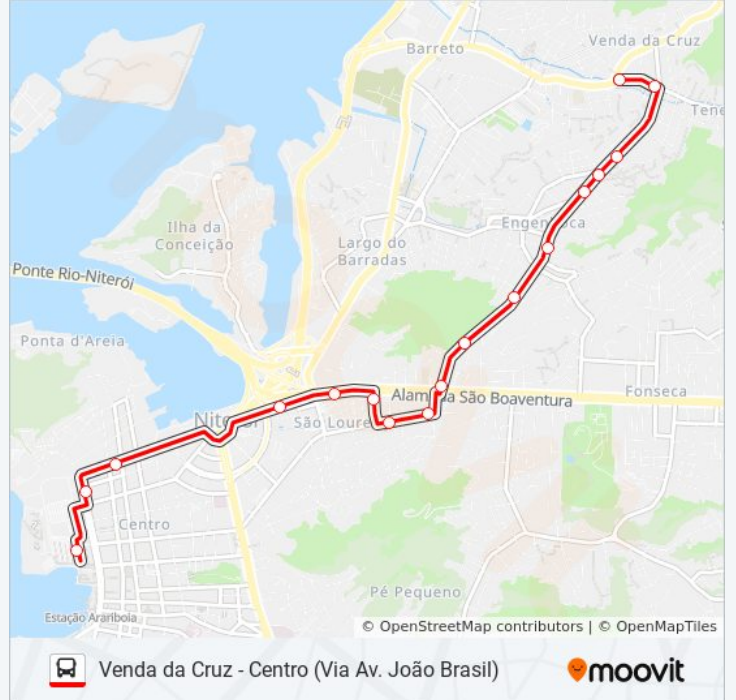 Barreto
Venda da Cruz
Tene
Ilha da
Conceição
Largo do
Barradas
Engenhoca
Ponte Rio-Niterói
Ponta d'Areia
Alameda São Boaventura
Fonseca
Niterói
São Loure
Centro
Pé Pequeno
Estação Arariboia
© OpenStreetMap contributors | © OpenMapTiles
Venda da Cruz - Centro (Via Av. João Brasil)
moovit